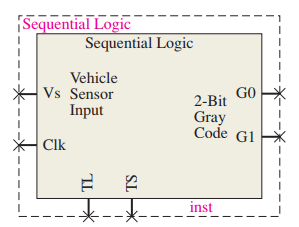 Sequential Logic
Sequential Logic
Vehicle
Vs Sensor
Input
Clk
2-Bit
Gray
Code
G0
G1
TL
TS
inst